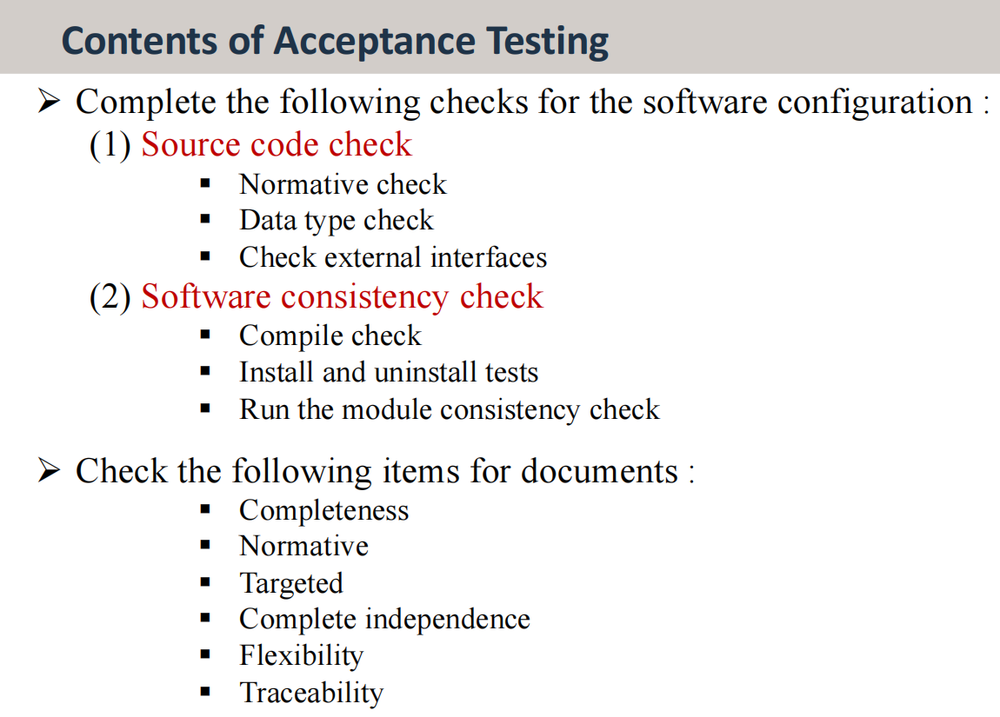 Contents of Acceptance Testing
➢ Complete the following checks for the software configuration :
(1) Source code check
▪ Normative check
▪ Data type check
▪ Check external interfaces
(2) Software consistency check
▪ Compile check
▪ Install and uninstall tests
▪ Run the module consistency check
➢ Check the following items for documents :
▪ Completeness
▪ Normative
▪ Targeted
▪ Complete independence
▪ Flexibility
▪ Traceability